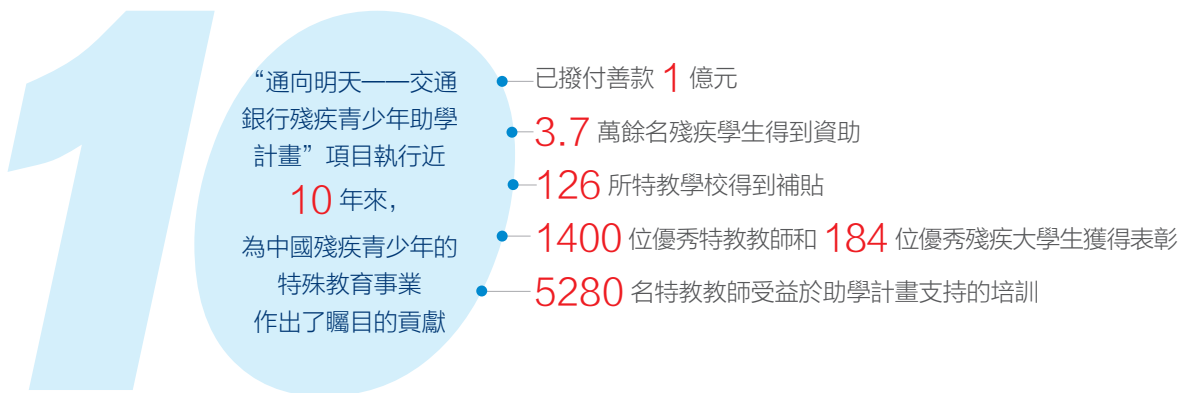 10
“通向明天——交通
銀行殘疾青少年助學
計畫”項目執行近
10 年來，
為中國殘疾青少年的
特殊教育事業
作出了矚目的貢獻
已撥付善款 1 億元
3.7 萬餘名殘疾學生得到資助
126 所特教學校得到補貼
1400 位優秀特教教師和 184 位優秀殘疾大學生獲得表彰
5280 名特教教師受益於助學計畫支持的培訓